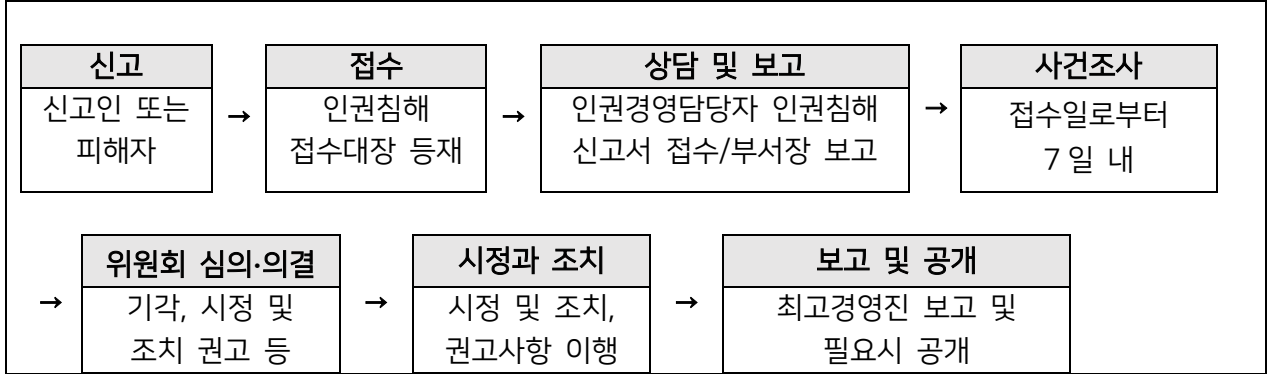 신고
신고인 또는
피해자
→
접수
인권침해
접수대장 등재
→
상담 및 보고
인권경영담당자 인권침해
신고서 접수/부서장 보고
→
사건조사
접수일로부터
7일 내
→
위원회 심의·의결
기각, 시정 및
조치 권고 등
→
시정과 조치
시정 및 조치,
권고사항 이행
→
보고 및 공개
최고경영진 보고 및
필요시 공개